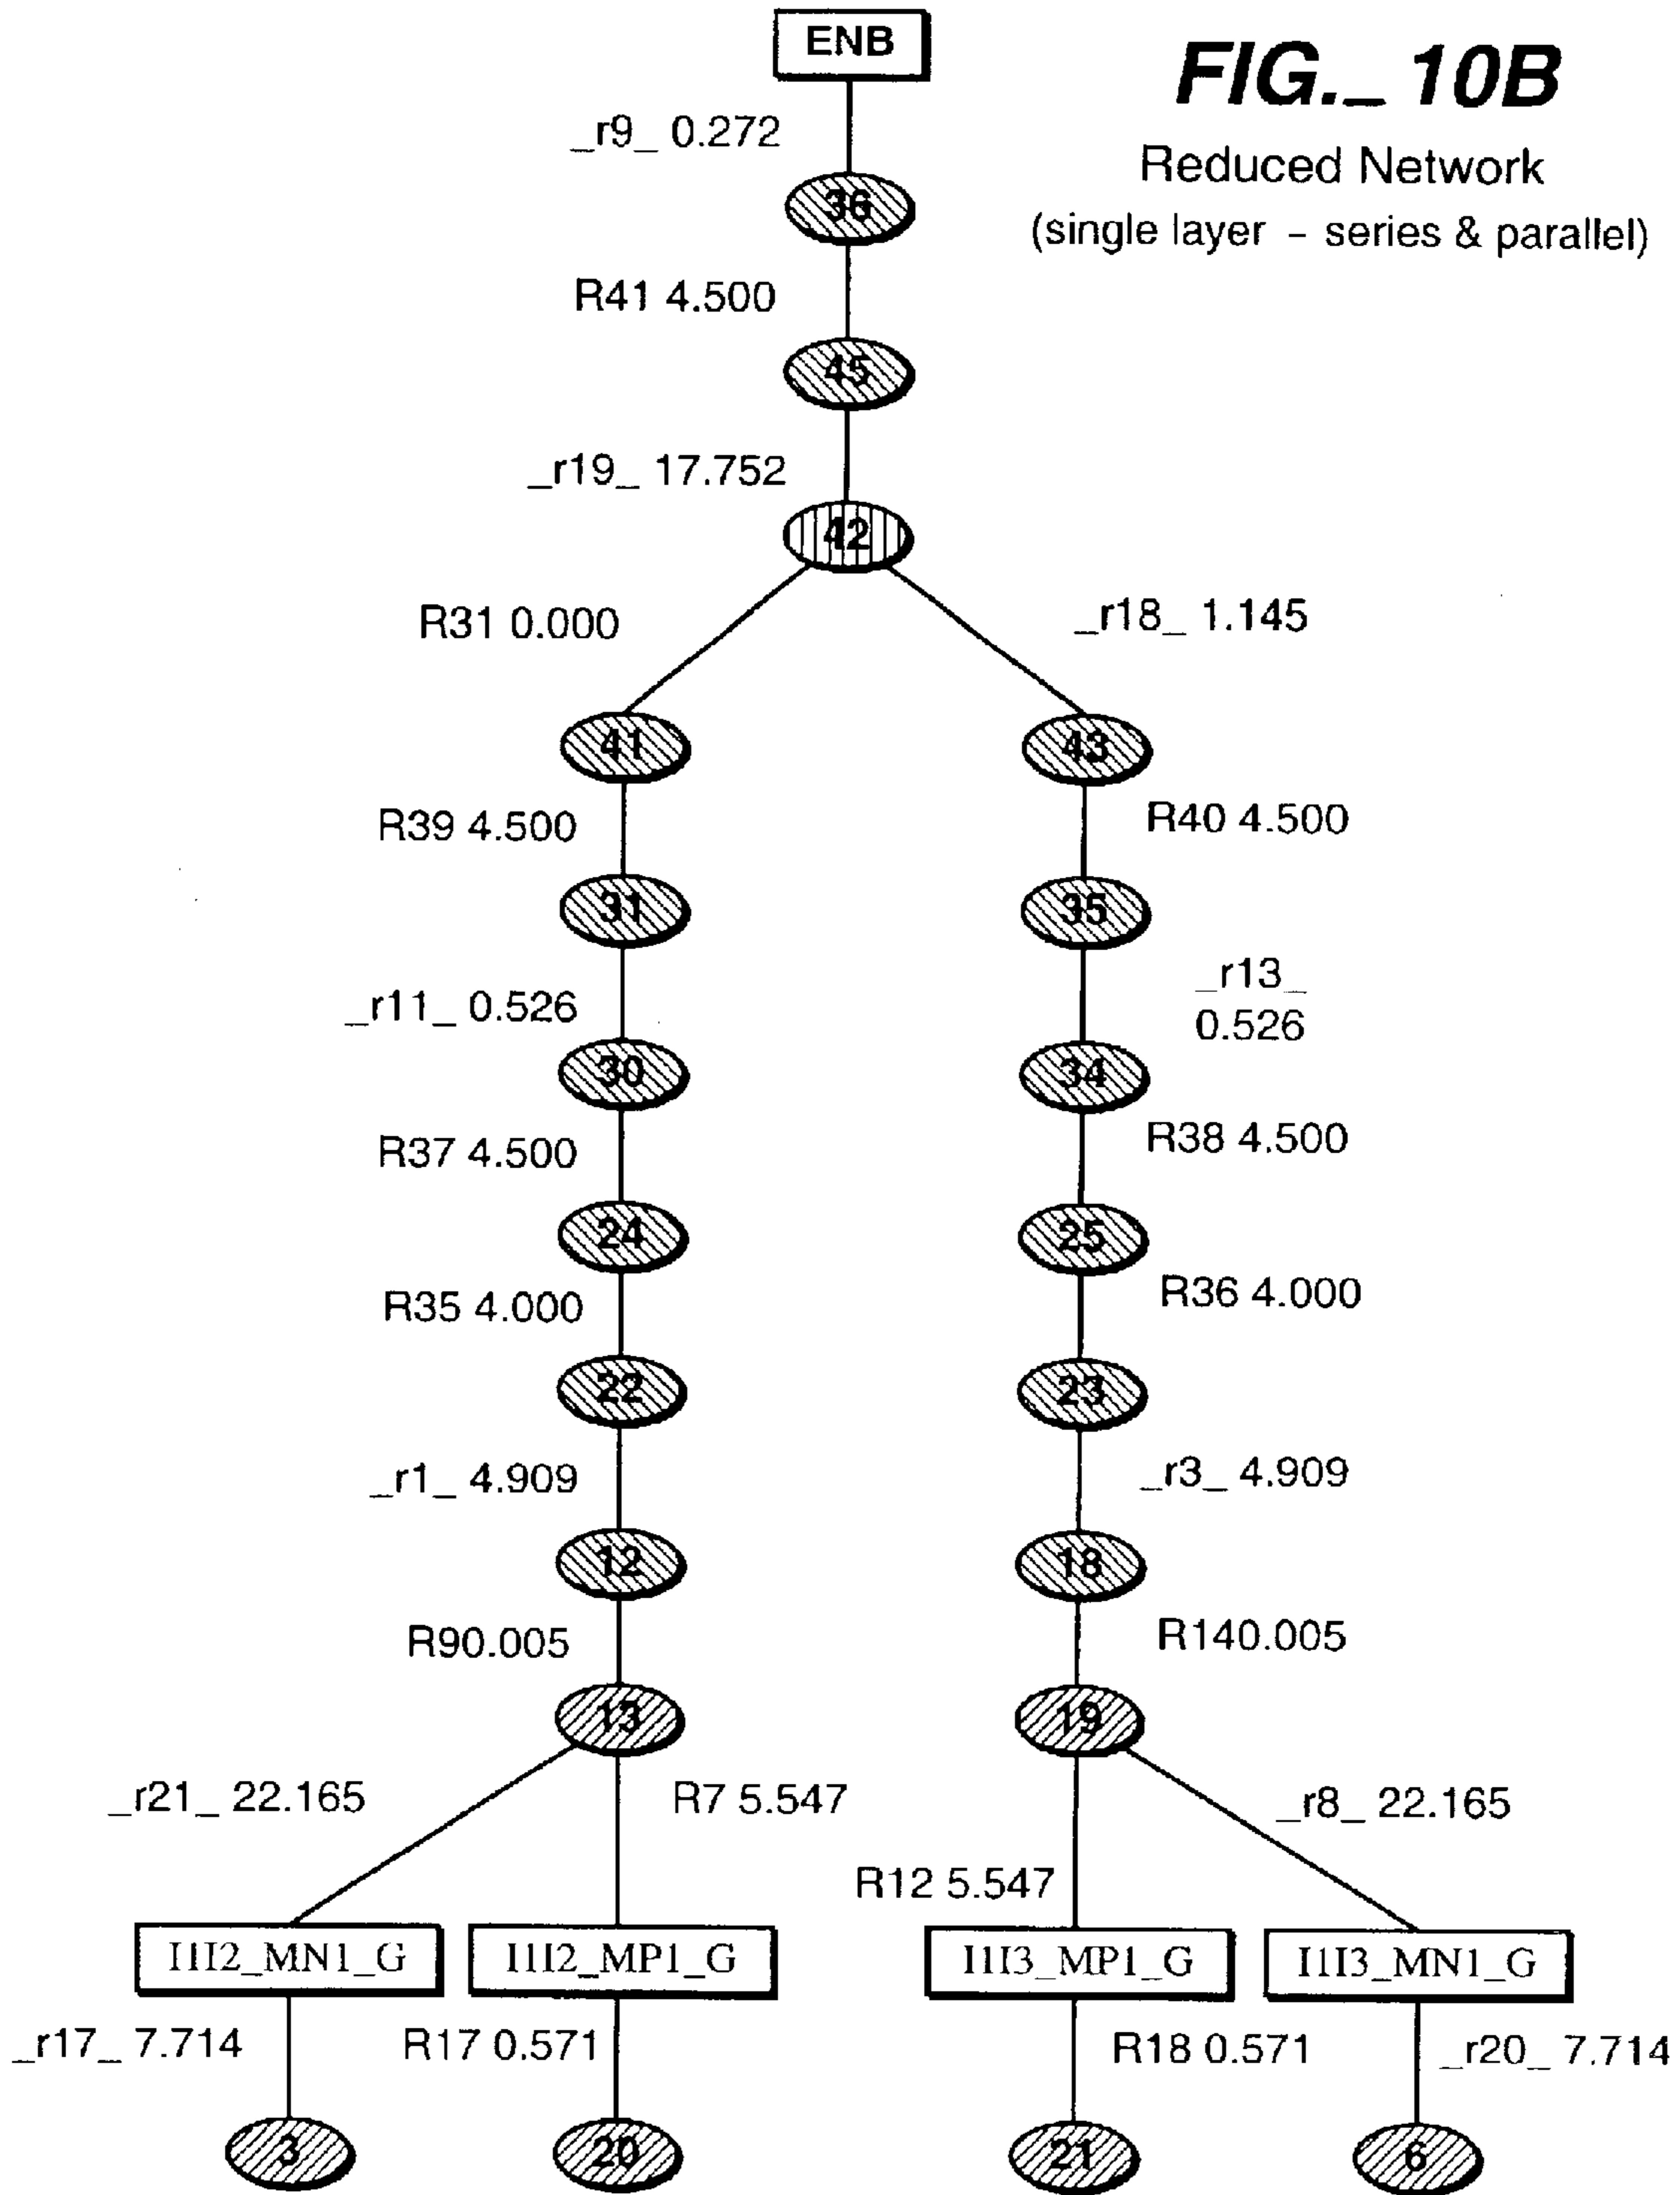 ENB
FIG._ 10B
_r9_ 0.272
Reduced Network
36
(single layer – series & parallel)
R41 4.500
45
_r19_ 17.752
42
R31 0.000
_r18_ 1.145
41
43
R39 4.500
R40 4.500
31
35
_r11_ 0.526
_r13_
0.526
30
34
R37 4.500
R38 4.500
24
25
R35 4.000
R36 4.000
22
23
_r1_ 4.909
_r3_ 4.909
12
18
R90.005
R140.005
13
19
_r21_ 22.165
R7 5.547
_r8_ 22.165
R12 5.547
I1I2_MN1_G
I1I2_MP1_G
I1I3_MP1_G
I1I3_MN1_G
_r17_ 7.714
R17 0.571
R18 0.571
_r20_ 7.714
3
20
21
6